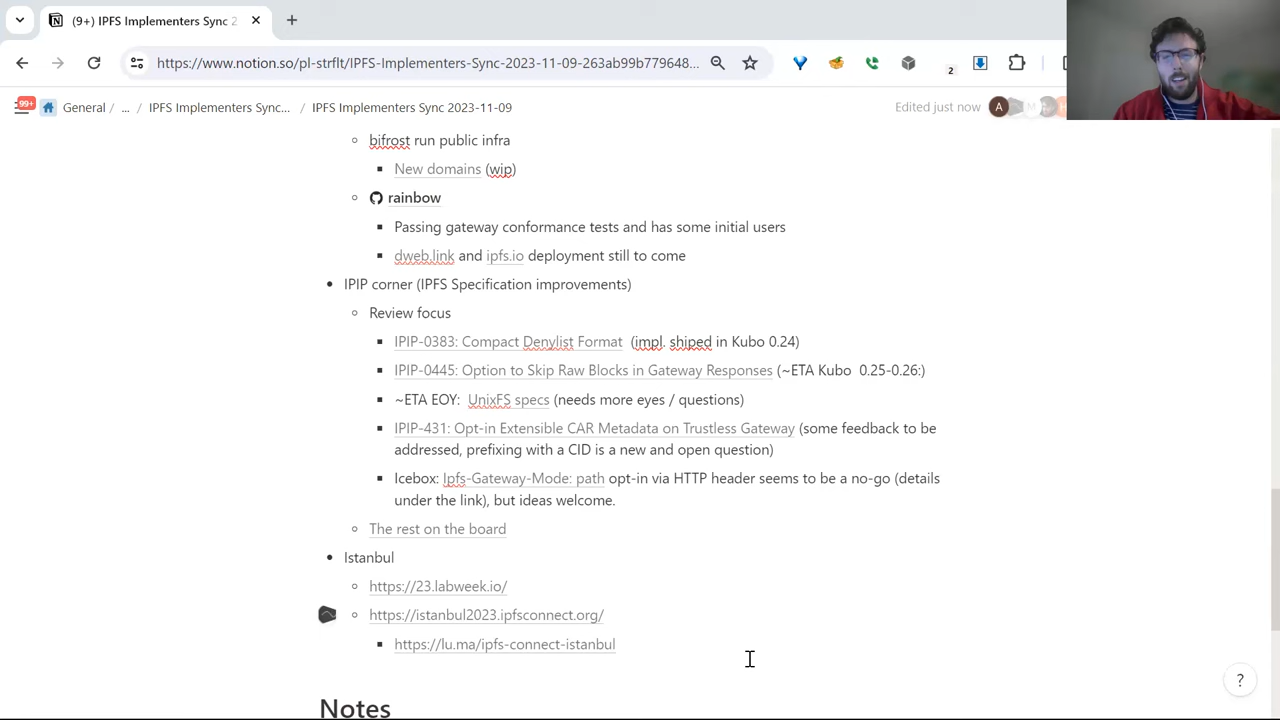 (9+) IPFS Implementers Sync 2
https://www.notion.so/pl-strflt/IPFS-Implementers-Sync-2023-11-09-263ab99b779648...
2
99+
General / ... / IPFS Implementers Sync... / IPFS Implementers Sync 2023-11-09
Edited just now
A
bifrost run public infra
New domains (wip)
rainbow
Passing gateway conformance tests and has some initial users
dweb.link and ipfs.io deployment still to come
IPIP corner (IPFS Specification improvements)
Review focus
IPIP-0383: Compact Denylist Format (impl. shiped in Kubo 0.24)
IPIP-0445: Option to Skip Raw Blocks in Gateway Responses (~ETA Kubo 0.25-0.26:)
~ETA EOY: UnixFS specs (needs more eyes / questions)
IPIP-431: Opt-in Extensible CAR Metadata on Trustless Gateway (some feedback to be
addressed, prefixing with a CID is a new and open question)
Icebox: Ipfs-Gateway-Mode: path opt-in via HTTP header seems to be a no-go (details
under the link), but ideas welcome.
The rest on the board
Istanbul
https://23.labweek.io/
https://istanbul2023.ipfsconnect.org/
https://lu.ma/ipfs-connect-istanbul
?
Notes